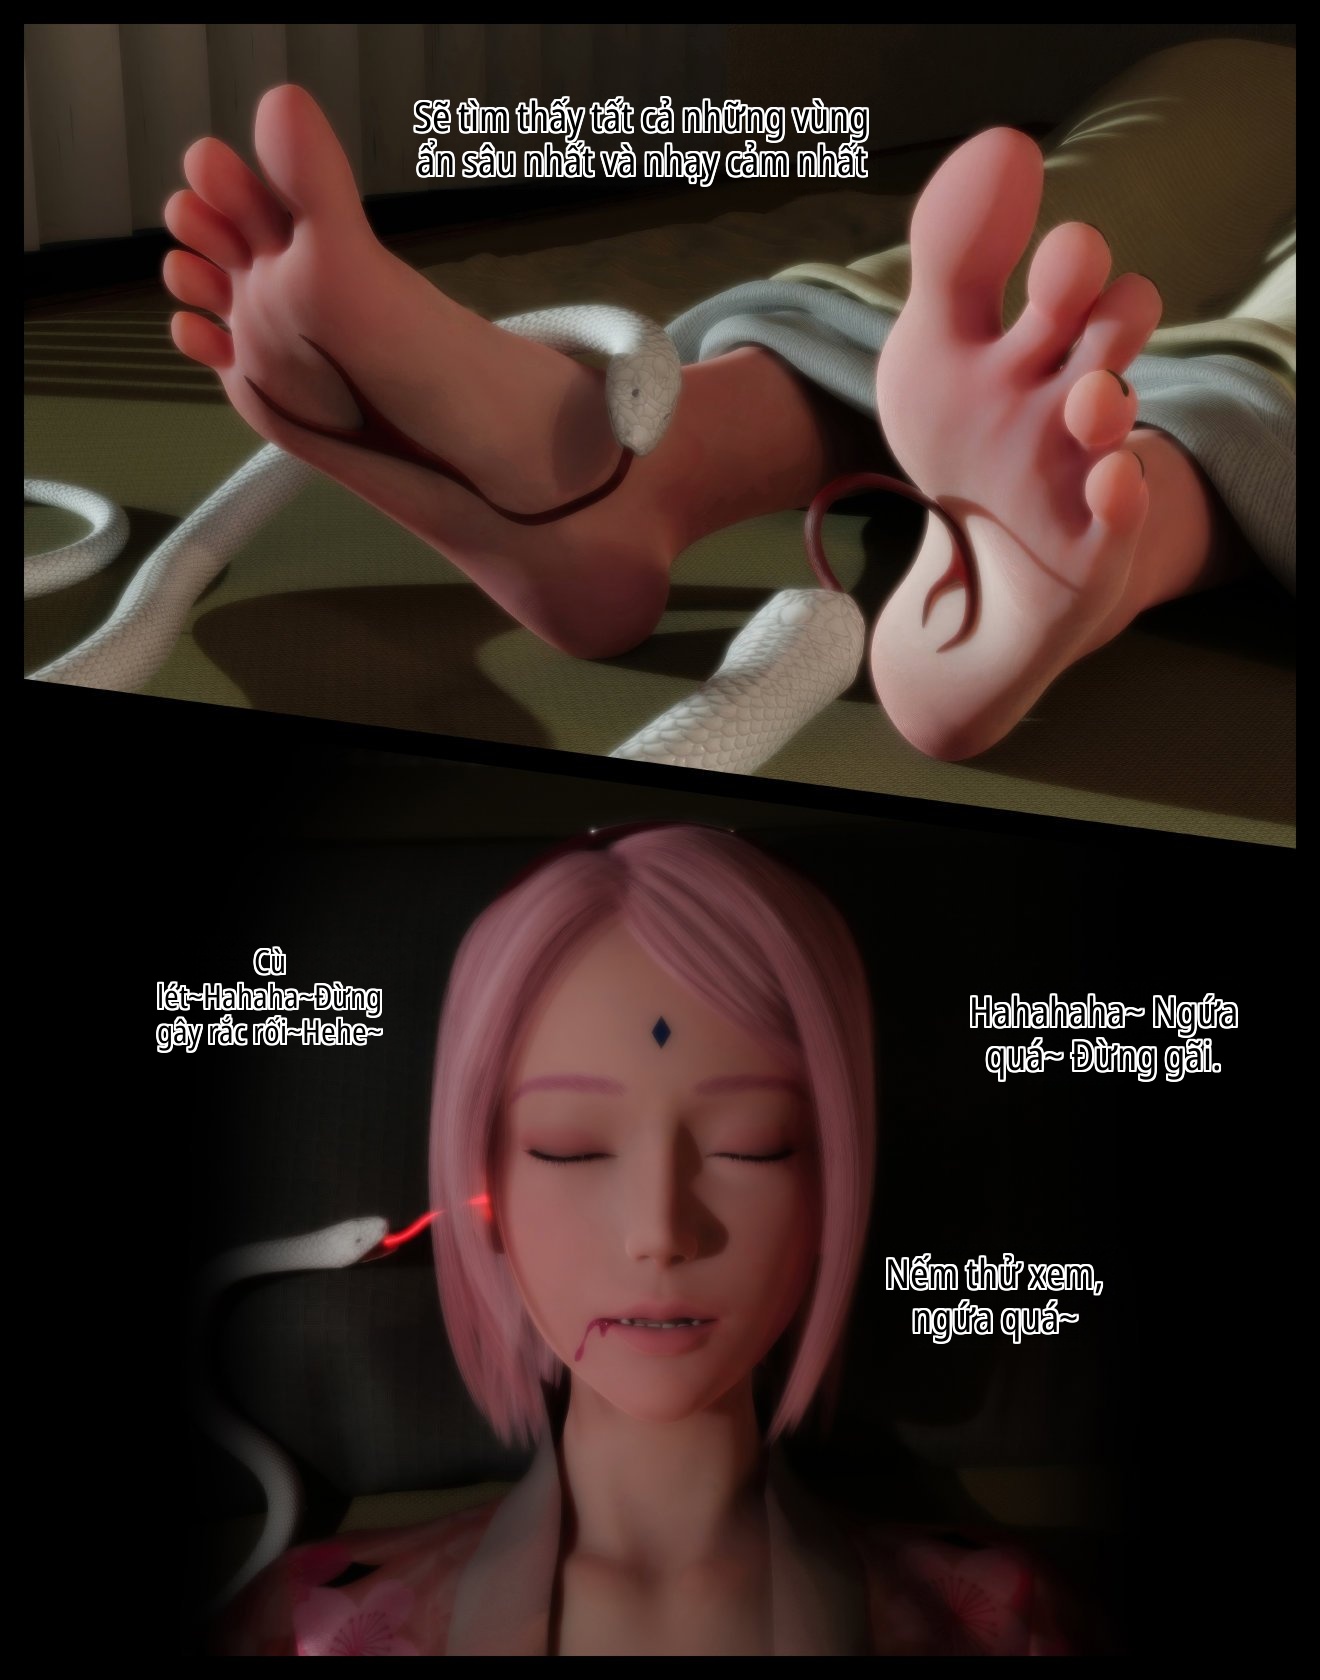 Sẽ tìm thấy tất cả những vùng
ẩn sâu nhất và nhạy cảm nhất
Cù
lét~Hahaha~Đừng
gây rắc rối~Hehe~
Hahahaha~ Ngứa
quá~ Đừng gãi.
Nếm thử xem,
ngứa quá~